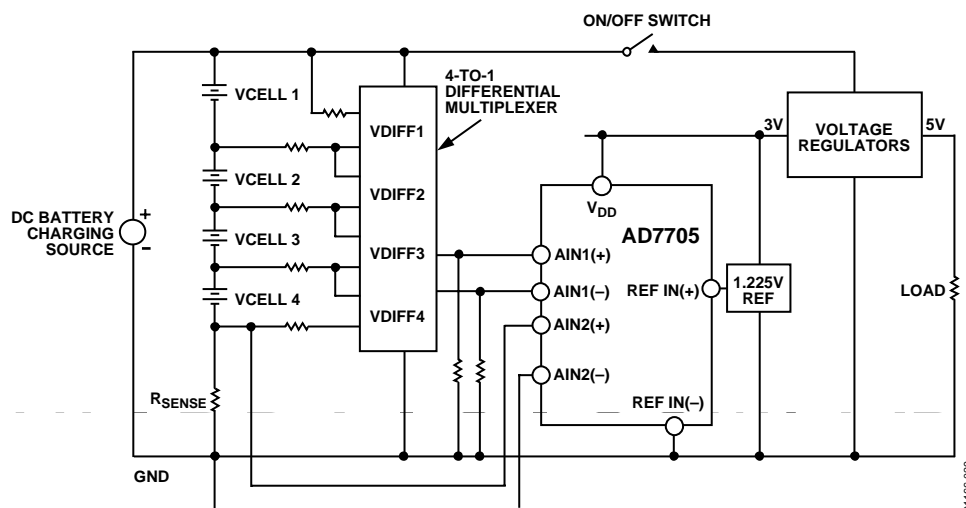 ON/OFF SWITCH
4-TO-1
DIFFERENTIAL
MULTIPLEXER
VCELL 1
VDIFF1
3V
VOLTAGE
REGULATORS
5V
VCELL 2
VDIFF2
V_DD
DC BATTERY
CHARGING
SOURCE
+
–
AD7705
VCELL 3
VDIFF3
AIN1(+)
AIN1(–)
REF IN(+)
1.225V
REF
LOAD
VCELL 4
VDIFF4
AIN2(+)
AIN2(–)
R_SENSE
REF IN(–)
GND